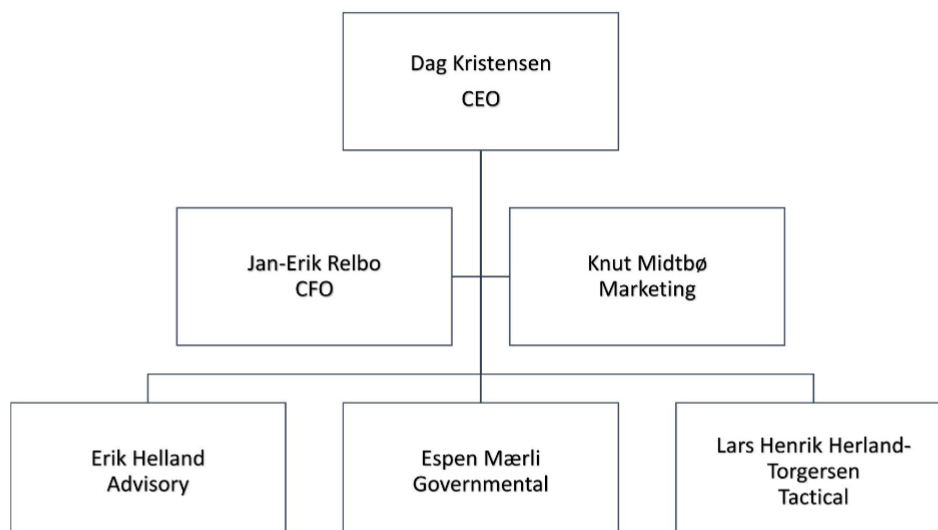 Dag Kristensen
CEO
Jan-Erik Relbo
CFO
Knut Midtbø
Marketing
Erik Helland
Advisory
Espen Mærli
Governmental
Lars Henrik Herland-
Torgersen
Tactical